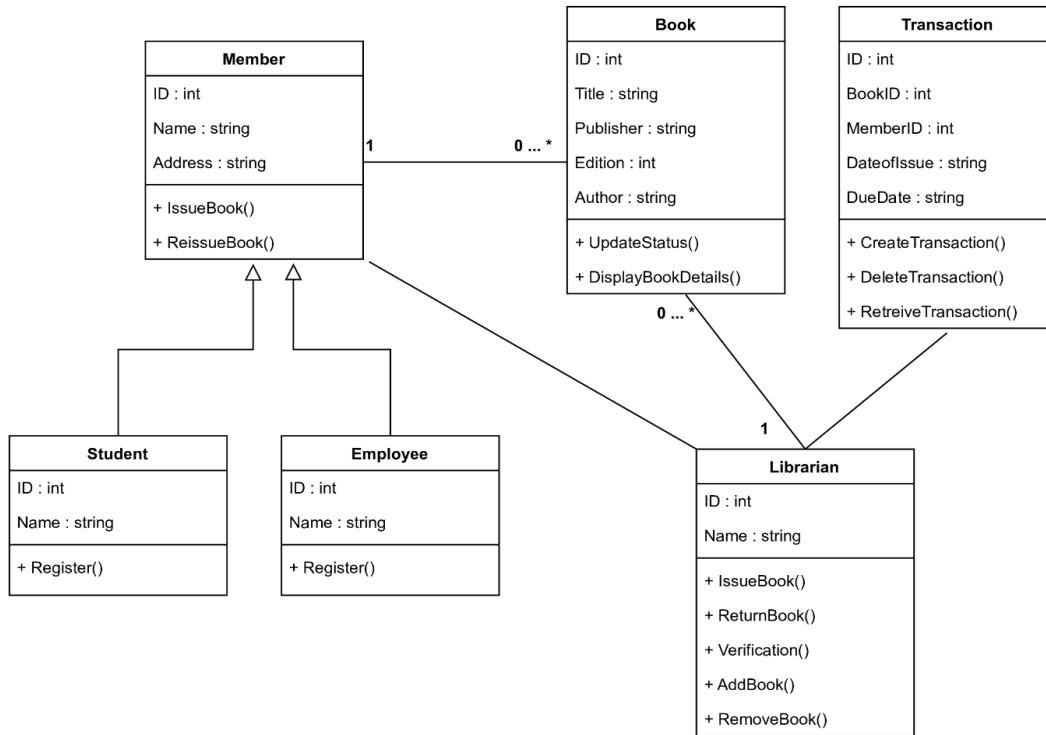 Member
ID : int
Name : string
Address : string
+ IssueBook()
+ ReissueBook()
1
0 ... *
Book
ID : int
Title : string
Publisher : string
Edition : int
Author : string
+ UpdateStatus()
+ DisplayBookDetails()
0 ... *
Transaction
ID : int
BookID : int
MemberID : int
DateofIssue : string
DueDate : string
+ CreateTransaction()
+ DeleteTransaction()
+ RetreiveTransaction()
Student
ID : int
Name : string
+ Register()
Employee
ID : int
Name : string
+ Register()
1
Librarian
ID : int
Name : string
+ IssueBook()
+ ReturnBook()
+ Verification()
+ AddBook()
+ RemoveBook()